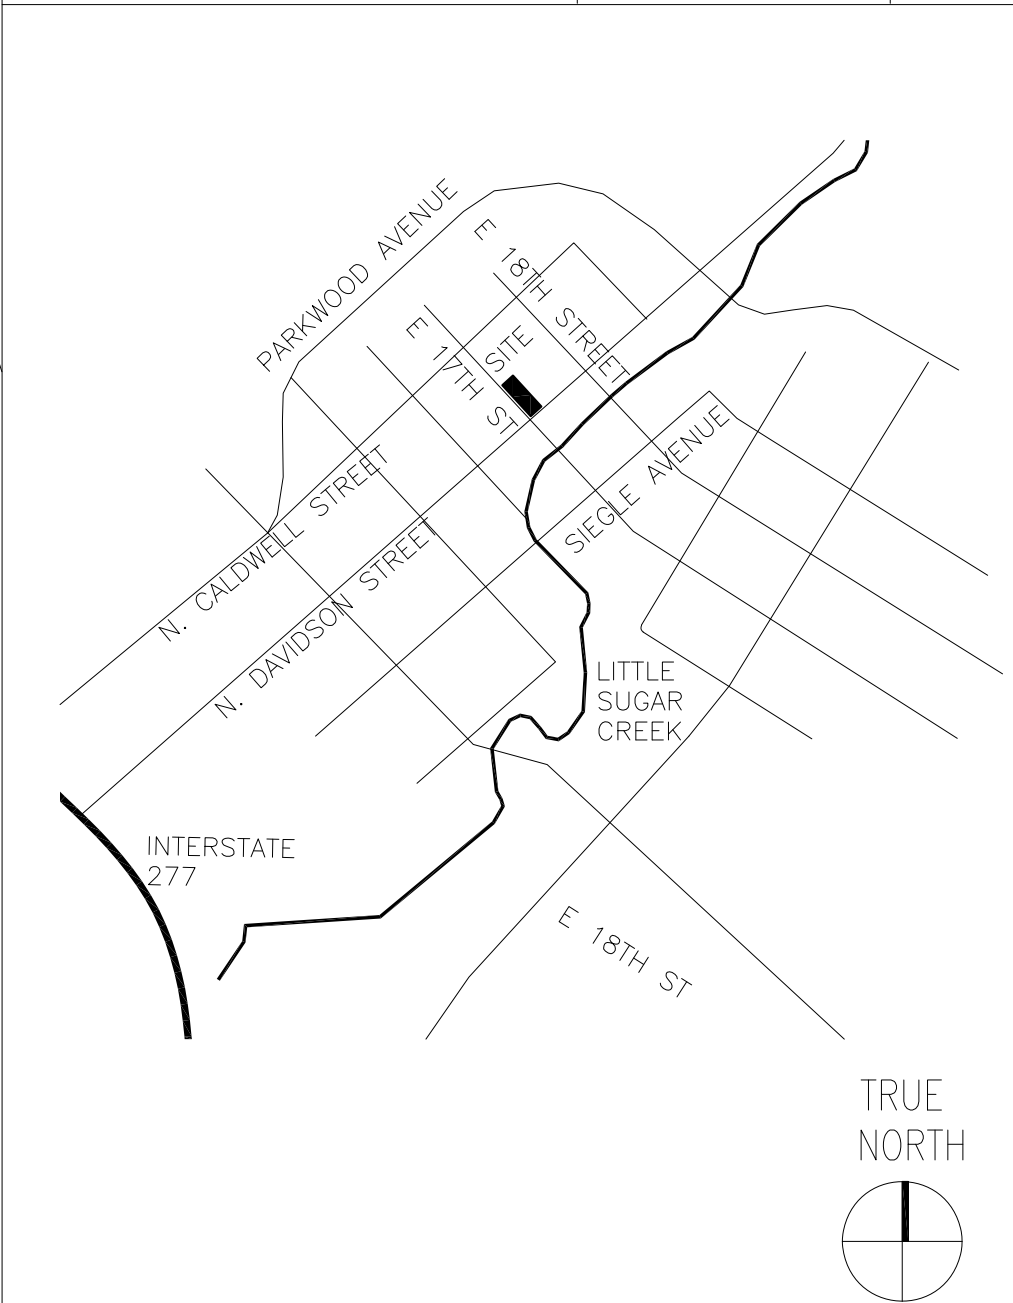 PARKWOOD AVENUE
E 18TH STREET
E 17TH ST
SITE
N. CALDWELL STREET
N. DAVIDSON STREET
SIEGLE AVENUE
LITTLE
SUGAR
CREEK
INTERSTATE
277
E 18TH ST
TRUE
NORTH